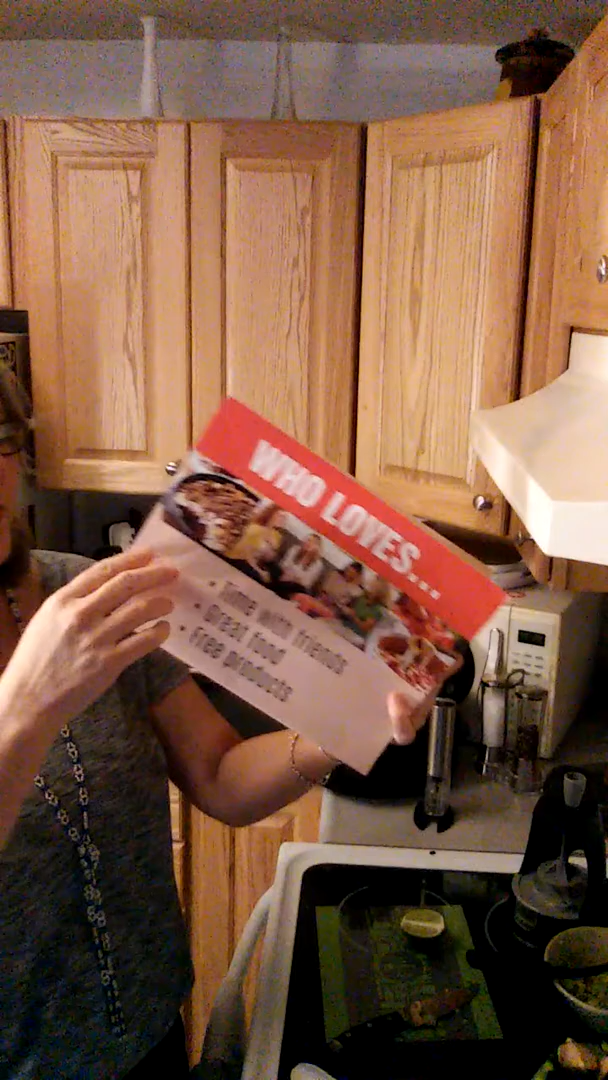 WHO LOVES...
• Time with friends
• Great food
• Free products